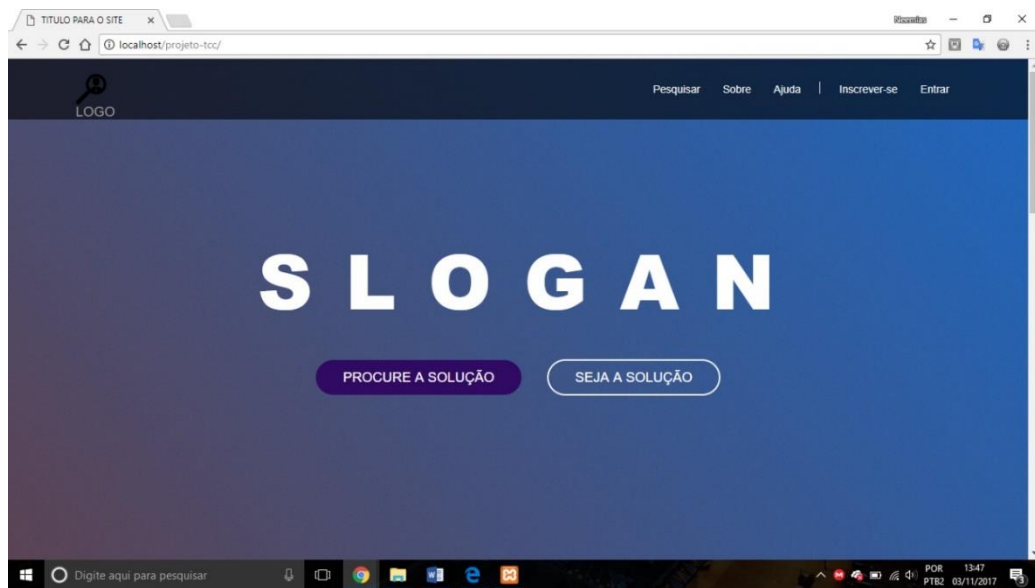 TITULO PARA O SITE
Neemias
localhost/projeto-tcc/
LOGO
Pesquisar Sobre Ajuda | Inscrever-se Entrar
SLOGAN
PROCURE A SOLUÇÃO SEJA A SOLUÇÃO
Digite aqui para pesquisar
POR 13:47
PTB2 03/11/2017